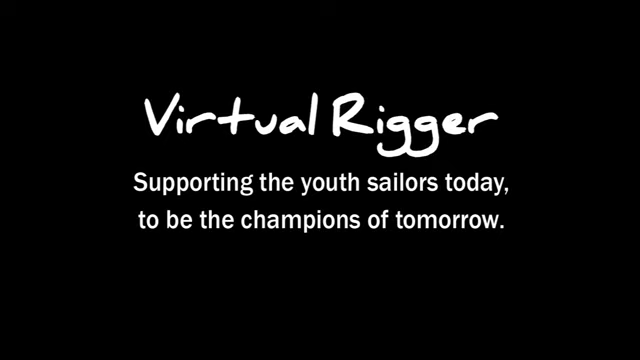 Virtual Rigger
Supporting the youth sailors today,
to be the champions of tomorrow.